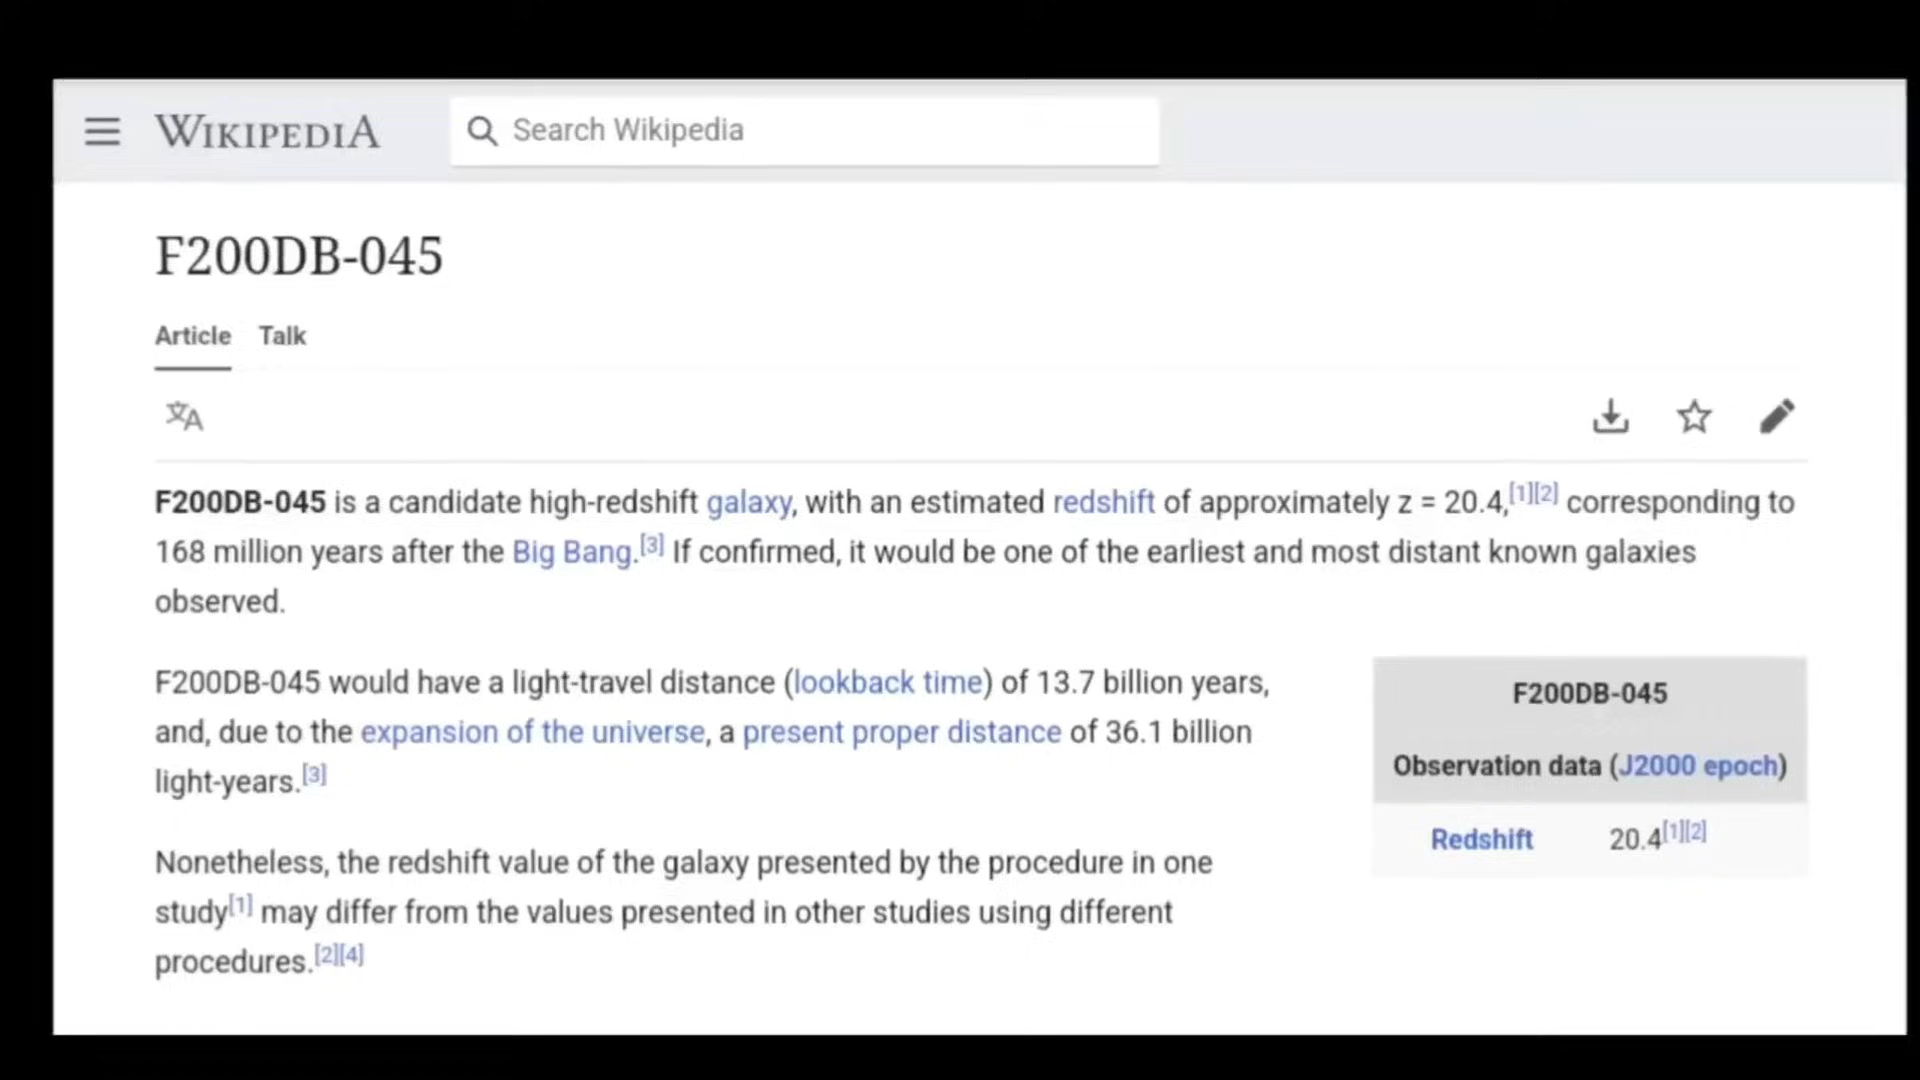 WIKIPEDIA
Search Wikipedia
F200DB-045
Article Talk
F200DB-045 is a candidate high-redshift galaxy, with an estimated redshift of approximately z = 20.4,[1][2] corresponding to
168 million years after the Big Bang.[3] If confirmed, it would be one of the earliest and most distant known galaxies
observed.
F200DB-045 would have a light-travel distance (lookback time) of 13.7 billion years,
and, due to the expansion of the universe, a present proper distance of 36.1 billion
light-years.[3]
F200DB-045
Observation data (J2000 epoch)
Redshift 20.4[1][2]
Nonetheless, the redshift value of the galaxy presented by the procedure in one
study[1] may differ from the values presented in other studies using different
procedures.[2][4]